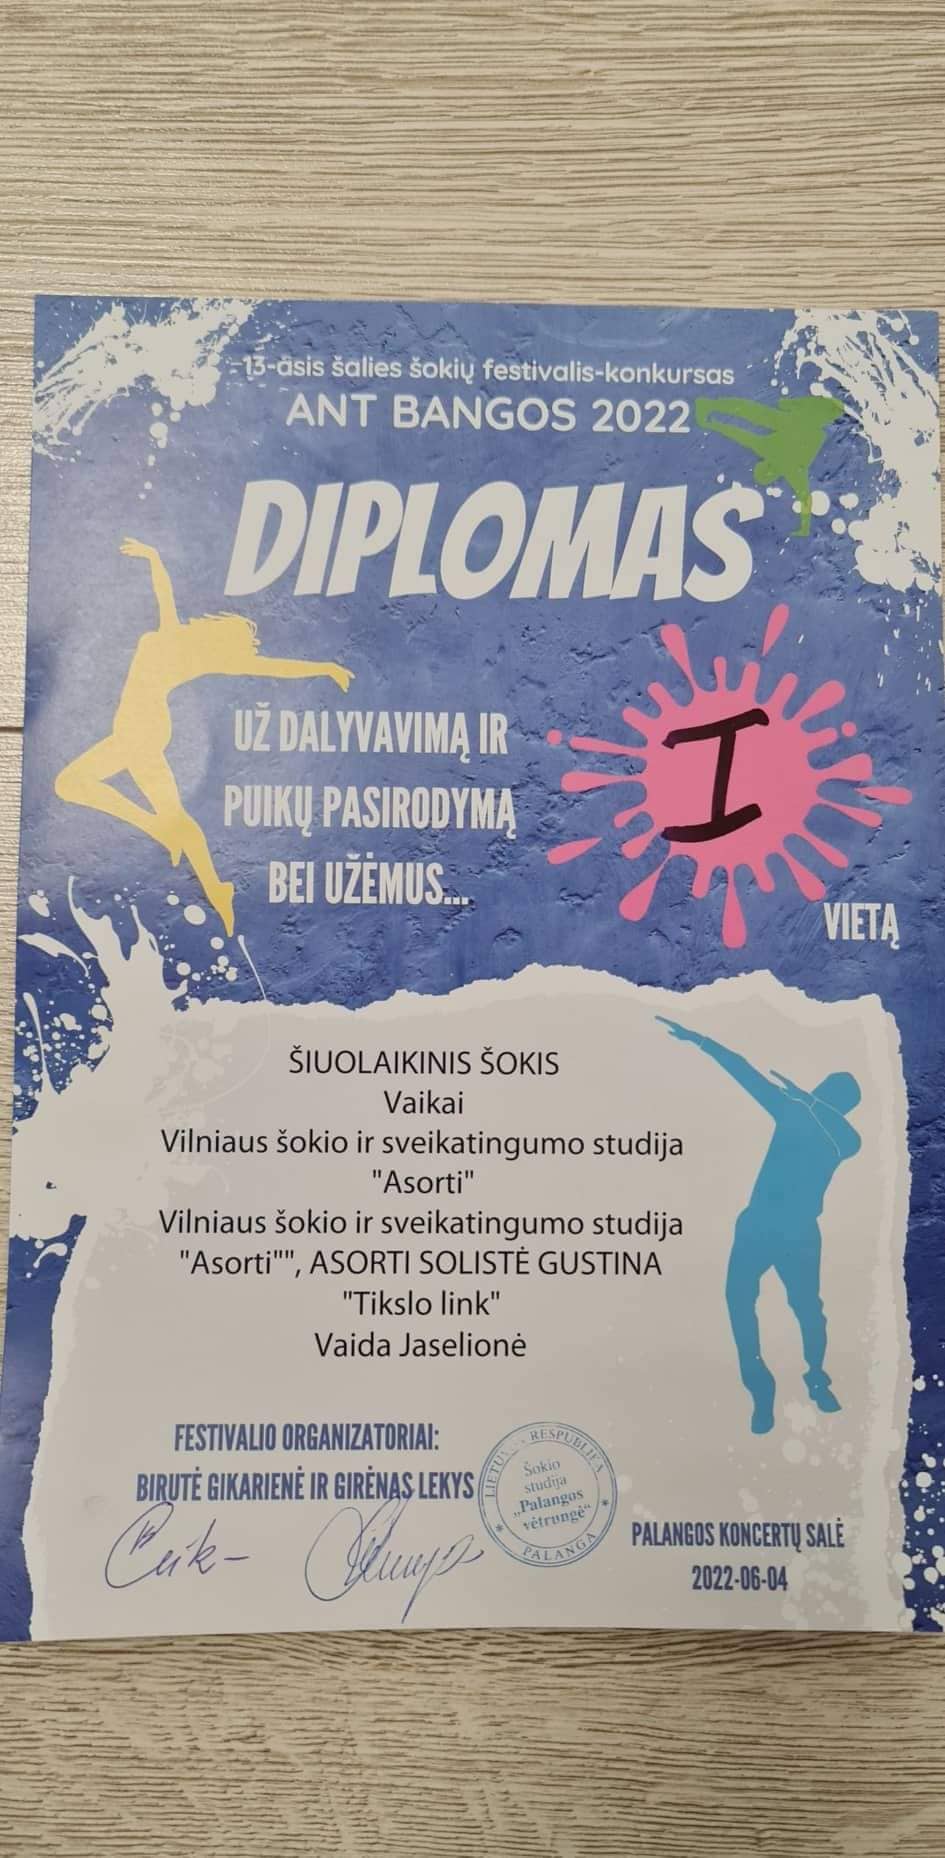 13-asis šalies šokių festivalis-konkursas
ANT BANGOS 2022
DIPLOMAS
UŽ DALYVAVIMĄ IR
PUIKŲ PASIRODYMĄ
BEI UŽĖMUS...
I
VIETĄ
ŠIUOLAIKINIS ŠOKIS
Vaikai
Vilniaus šokio ir sveikatingumo studija
"Asorti"
Vilniaus šokio ir sveikatingumo studija
"Asorti"", ASORTI SOLISTĖ GUSTINA
"Tikslo link"
Vaida Jaselionė
FESTIVALIO ORGANIZATORIAI:
BIRUTĖ GIKARIENĖ IR GIRĖNAS LEKYS
LIETUVOS RESPUBLIKA
Šokio
studija
„Palangos
vėtrungė“
* PALANGA *
PALANGOS KONCERTŲ SALĖ
2022-06-04